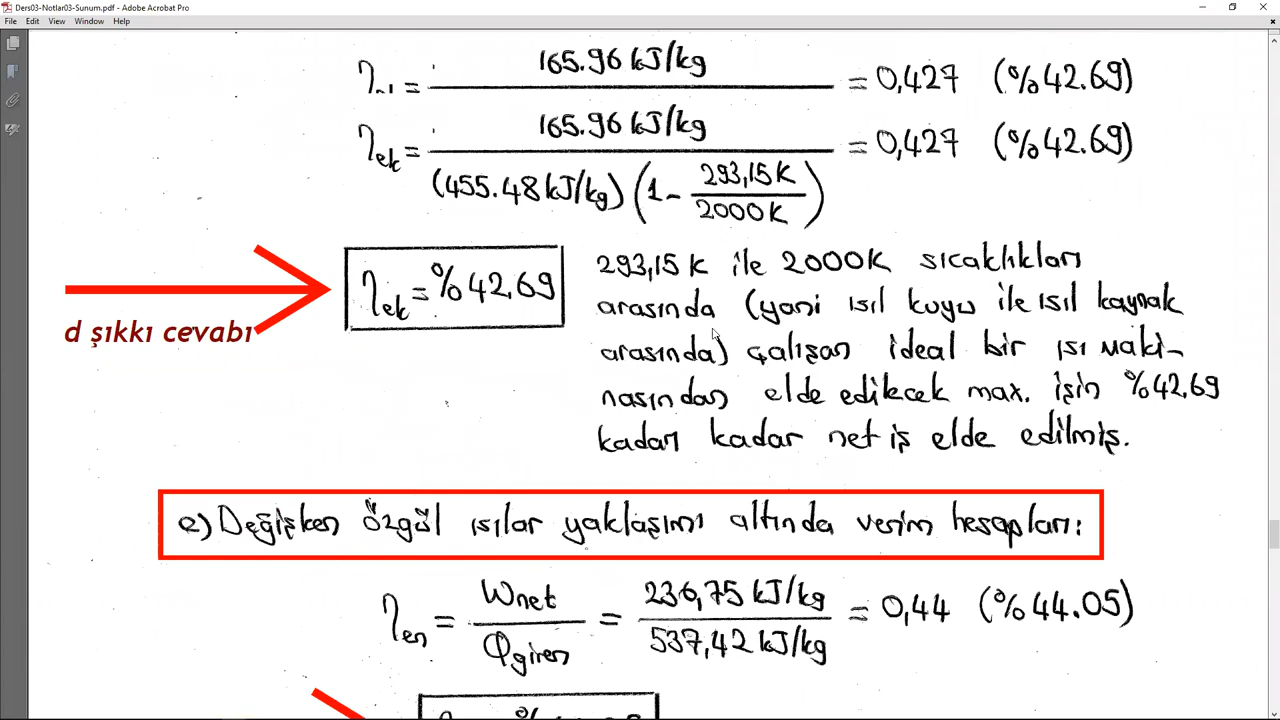 Ders03-Notlar03-Sunum.pdf - Adobe Acrobat Pro
File Edit View Window Help
165.96 kJ/kg
= 0,427 (%42.69)
ηek = 165.96 kJ/kg / (455.48 kJ/kg) (1 - 293,15 K / 2000 K) = 0,427 (%42.69)
ηek = %42.69
d şıkkı cevabı
293,15 K ile 2000K sıcaklıkları
arasında (yani ısıl kuyu ile ısıl kaynak
arasında) çalışan ideal bir ısı maki-
nasından elde edilecek max. işin %42.69
kadarı kadar net iş elde edilmiş.
e) Değişken özgül ısılar yaklaşımı altında verim hesapları:
ηen = Wnet / Qgiren = 236,75 kJ/kg / 537,42 kJ/kg = 0,44 (%44.05)